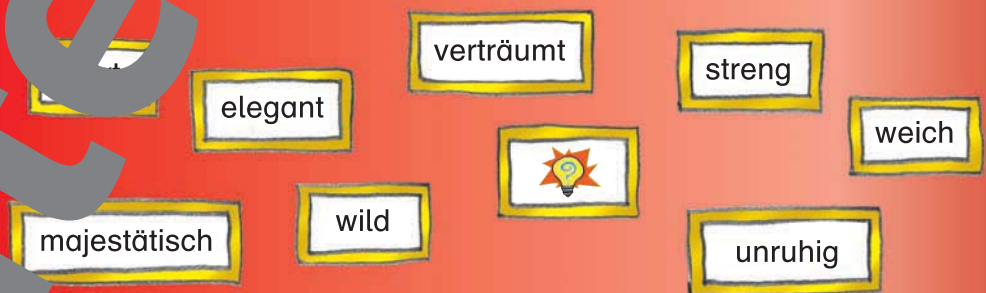 verträumt
streng
elegant
weich
wild
majestätisch
unruhig